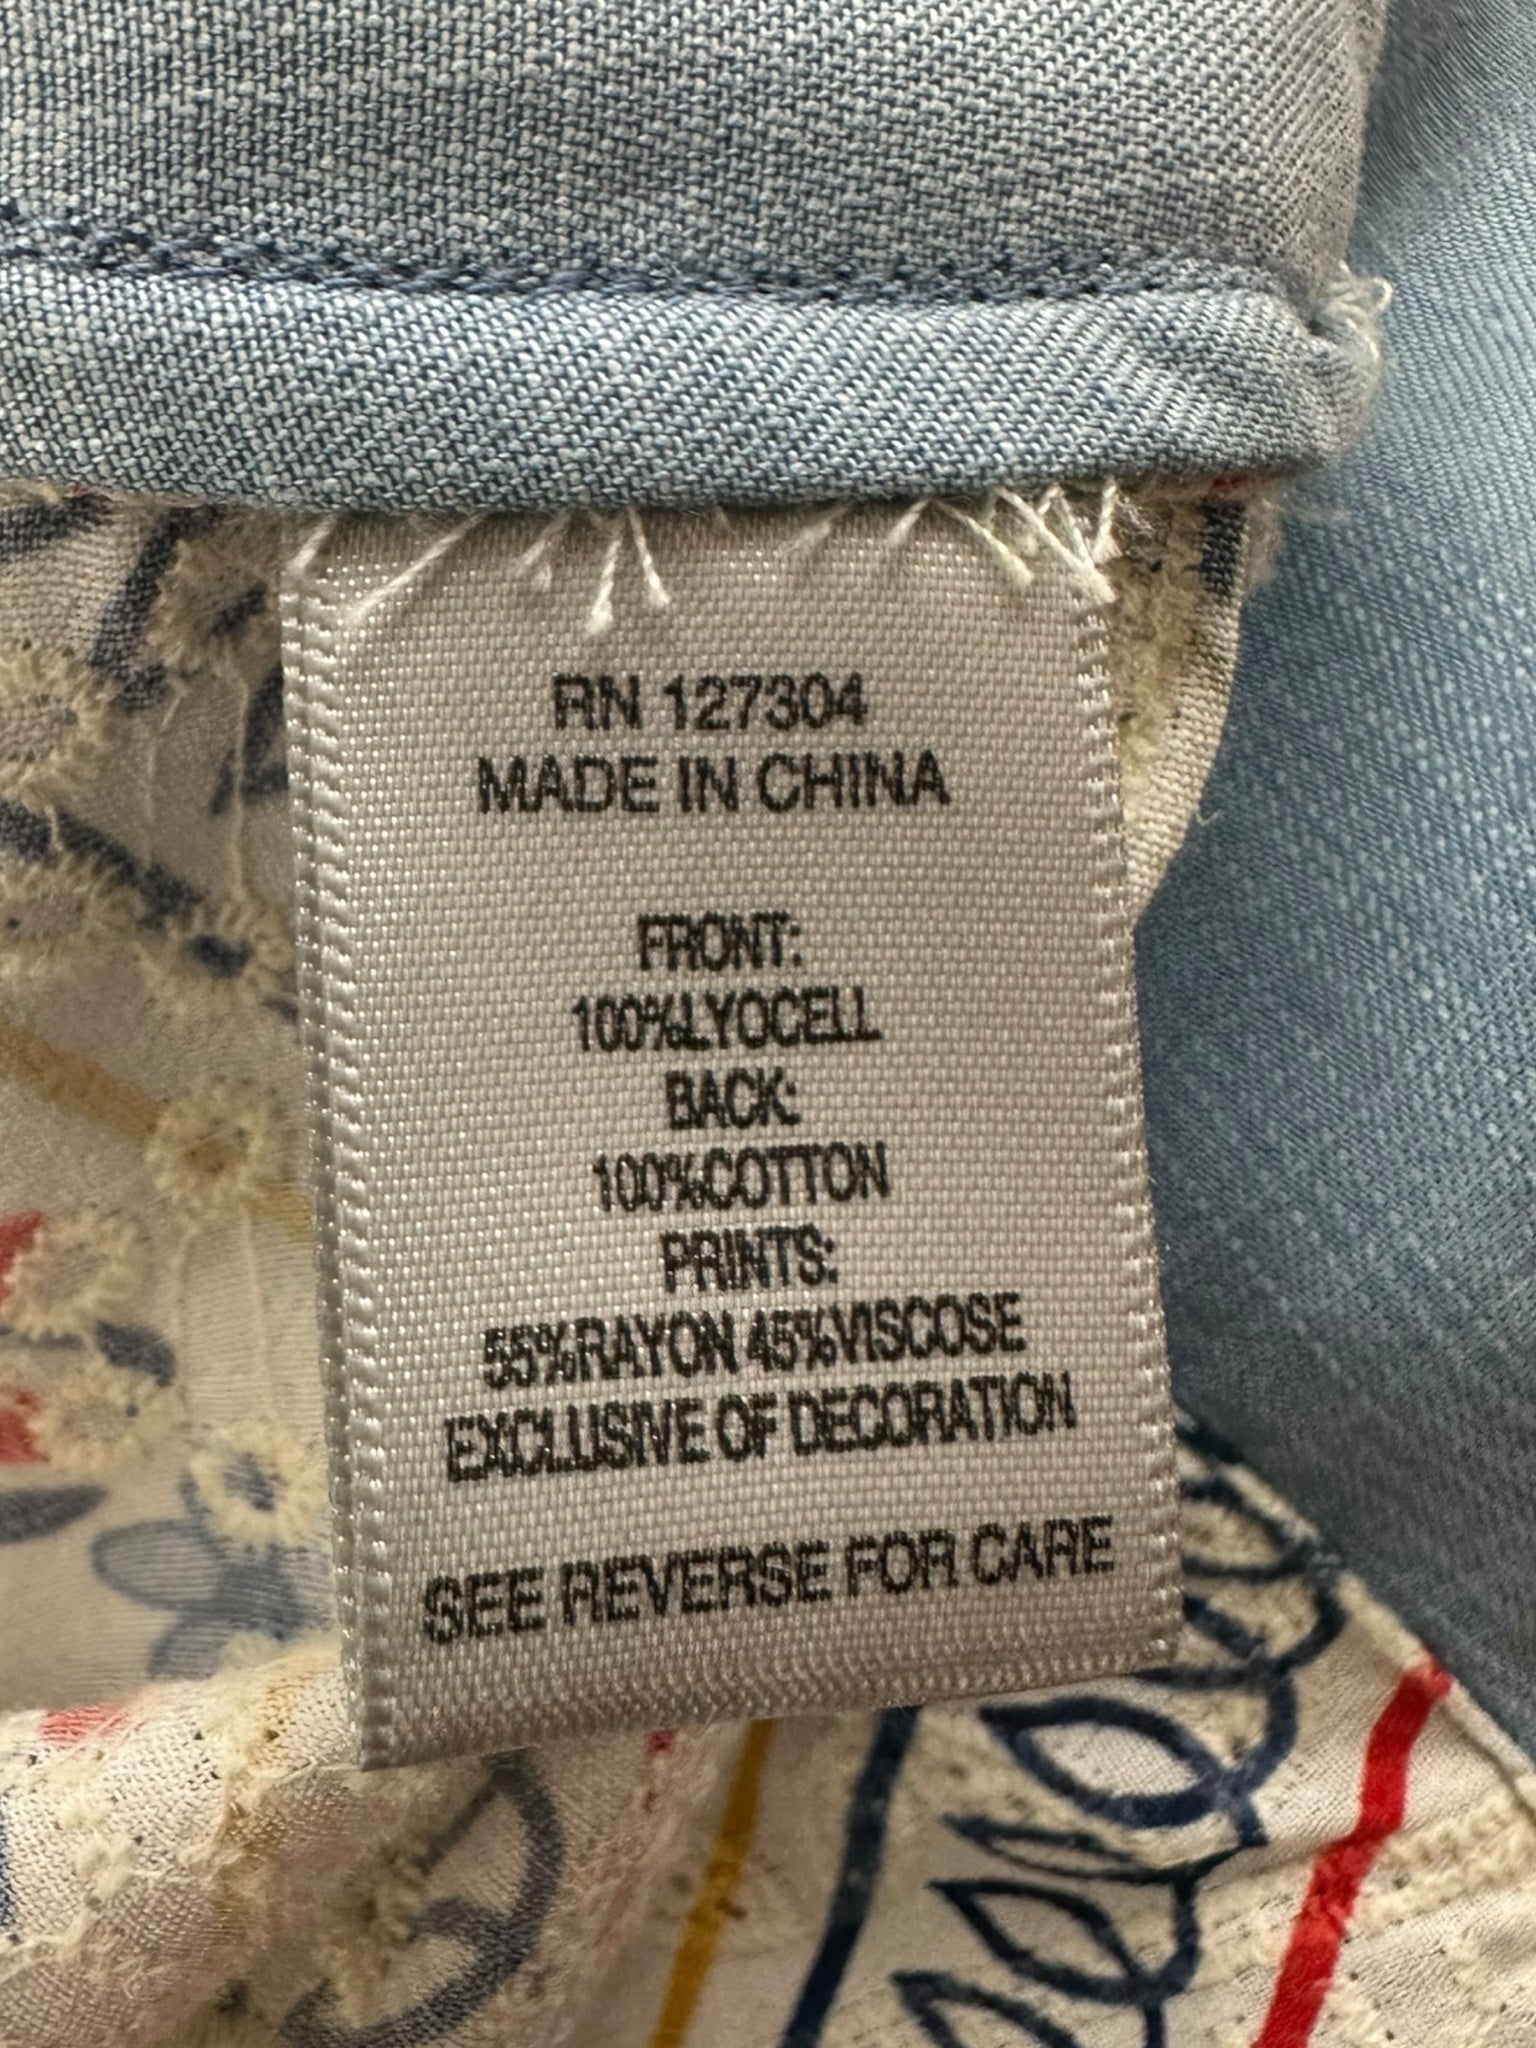 RN 127304
MADE IN CHINA
FRONT:
100%LYOCELL
BACK:
100%COTTON
PRINTS:
55%RAYON 45%VISCOSE
EXCLUSIVE OF DECORATION
SEE REVERSE FOR CARE